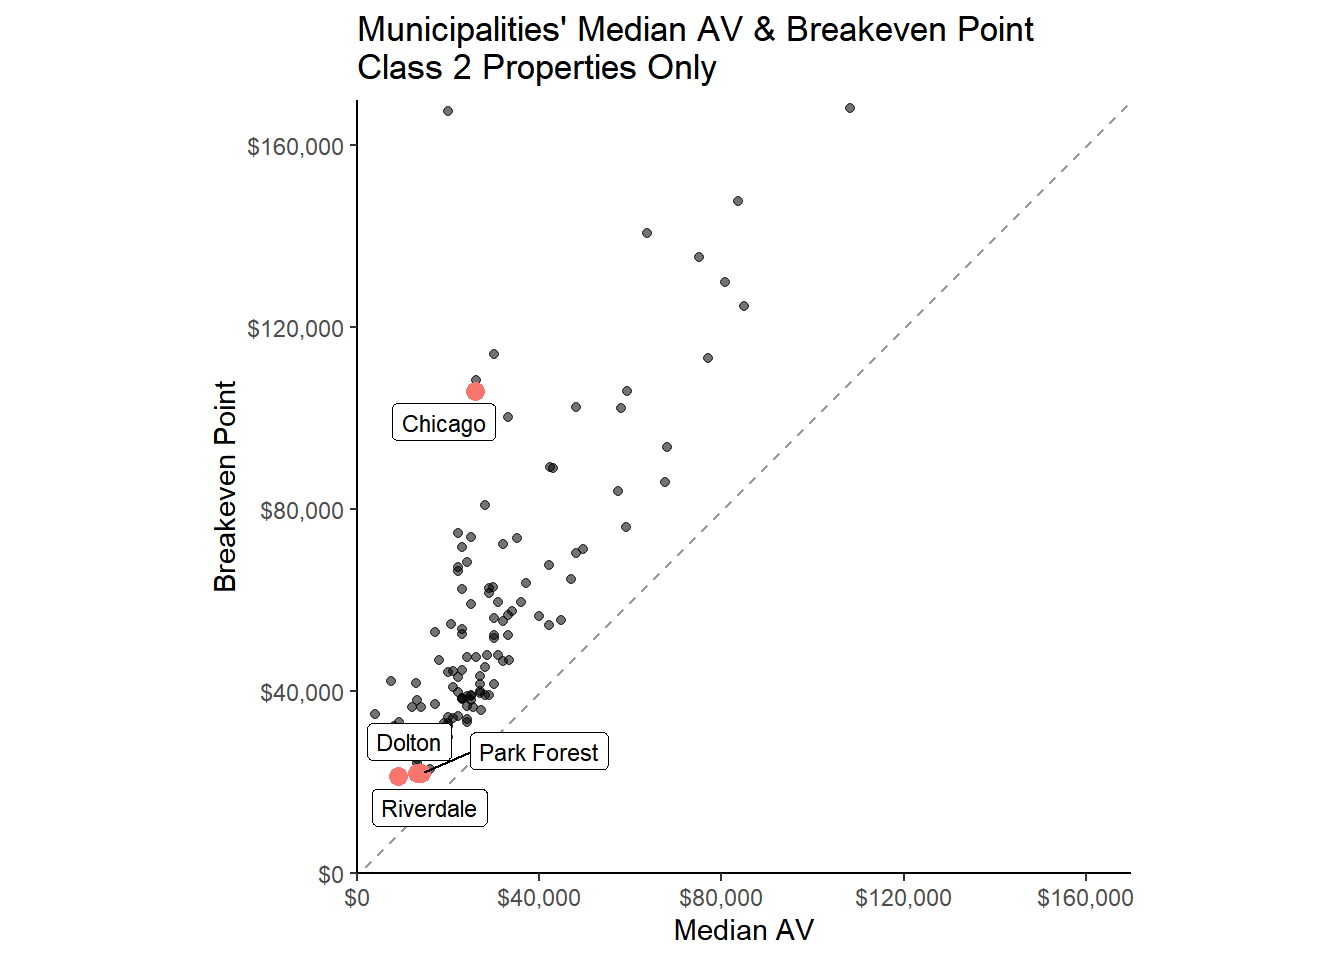 Municipalities' Median AV & Breakeven Point
Class 2 Properties Only
Breakeven Point
$160,000
$120,000
$80,000
$40,000
$0
Chicago
Dolton
Park Forest
Riverdale
$0
$40,000
$80,000
$120,000
$160,000
Median AV